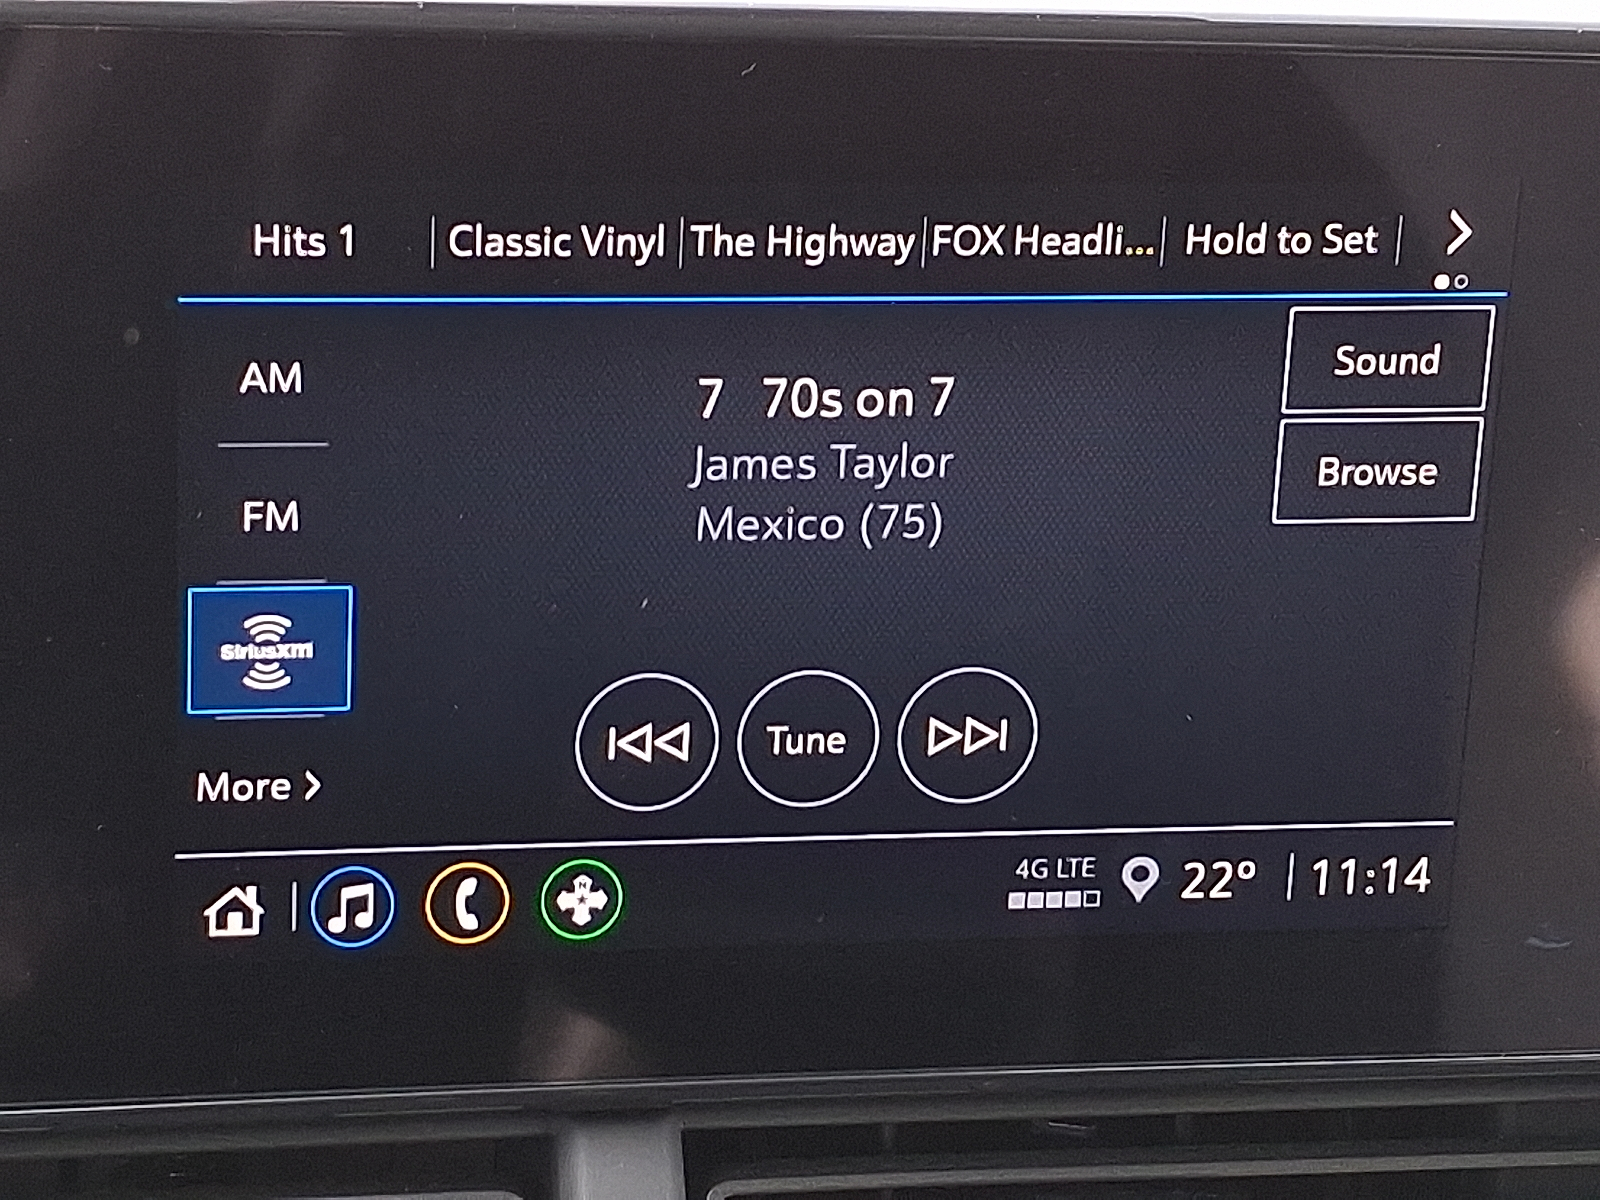 Hits 1 | Classic Vinyl | The Highway | FOX Headli... | Hold to Set |
Sound
AM
7 70s on 7
James Taylor
Browse
FM
Mexico (75)
SiriusXm
Tune
More
4G LTE
N
22° | 11:14